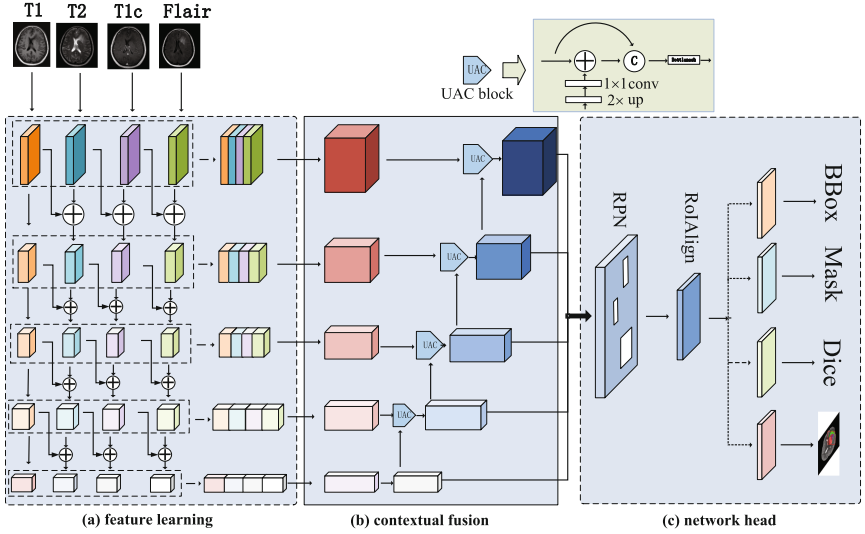 T1 T2 T1c Flair
UAC
UAC block
C
1×1conv
2× up
UAC
UAC
UAC
UAC
RPN
RoIAlign
BBox
Mask
Dice
(a) feature learning
(b) contextual fusion
(c) network head